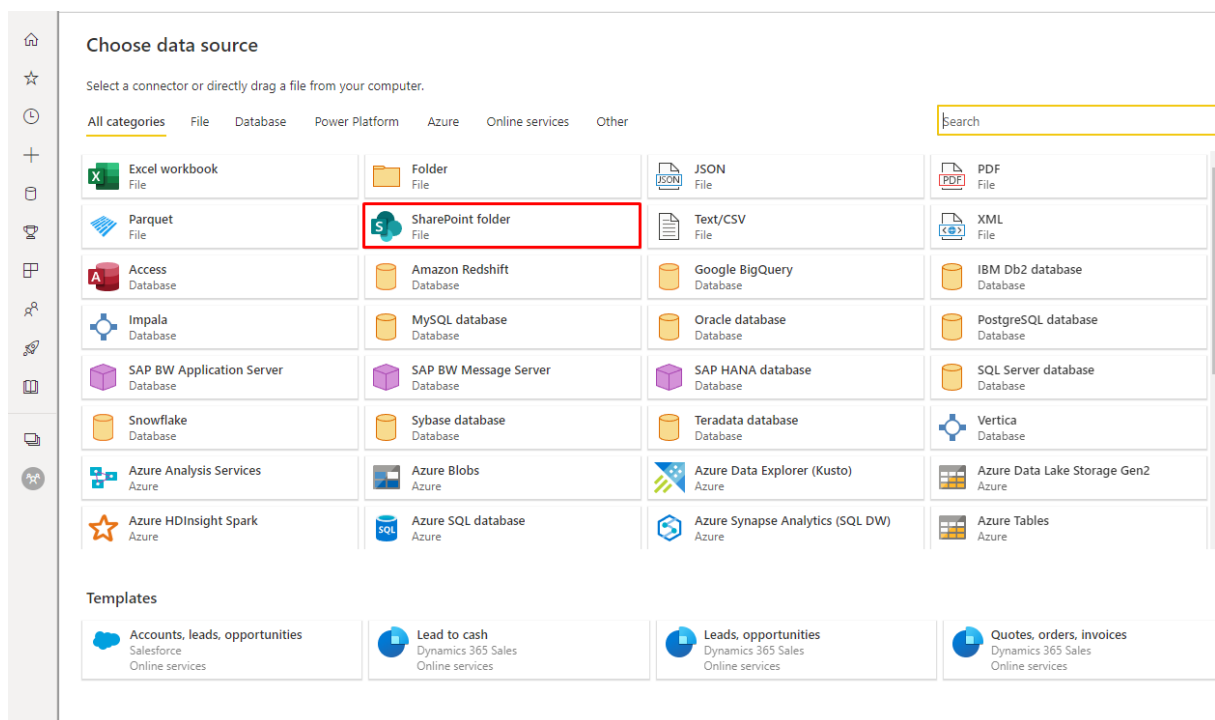 Choose data source
Select a connector or directly drag a file from your computer.
All categories File Database Power Platform Azure Online services Other
Search
Excel workbook
File
Folder
File
JSON
JSON
File
PDF
PDF
File
Parquet
File
SharePoint folder
File
Text/CSV
File
XML
File
Access
Database
Amazon Redshift
Database
Google BigQuery
Database
IBM Db2 database
Database
Impala
Database
MySQL database
Database
Oracle database
Database
PostgreSQL database
Database
SAP BW Application Server
Database
SAP BW Message Server
Database
SAP HANA database
Database
SQL Server database
Database
Snowflake
Database
Sybase database
Database
Teradata database
Database
Vertica
Database
Azure Analysis Services
Azure
Azure Blobs
Azure
Azure Data Explorer (Kusto)
Azure
Azure Data Lake Storage Gen2
Azure
Azure HDInsight Spark
Azure
SQL
Azure SQL database
Azure
Azure Synapse Analytics (SQL DW)
Azure
Azure Tables
Azure
Templates
Accounts, leads, opportunities
Salesforce
Online services
Lead to cash
Dynamics 365 Sales
Online services
Leads, opportunities
Dynamics 365 Sales
Online services
Quotes, orders, invoices
Dynamics 365 Sales
Online services